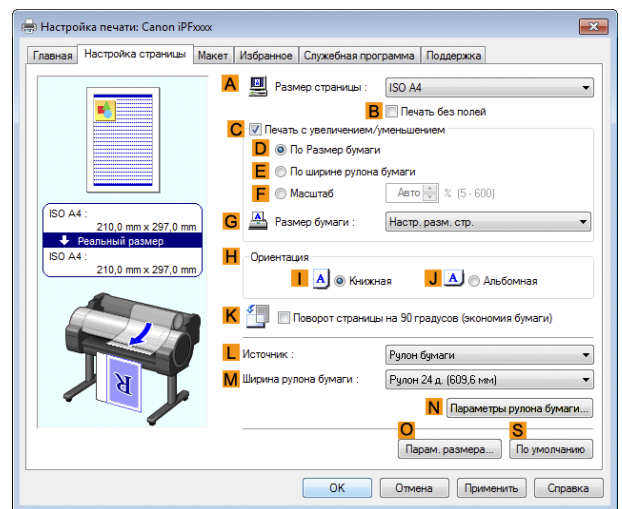 Настройка печати: Canon iPFxxxx
Главная Настройка страницы Макет Избранное Служебная программа Поддержка
A Размер страницы : ISO A4
B Печать без полей
C Печать с увеличением/уменьшением
D По Размер бумаги
E По ширине рулона бумаги
F Масштаб Авто % (5 - 600)
ISO A4 :
210,0 mm x 297,0 mm
Реальный размер
ISO A4 :
210,0 mm x 297,0 mm
G Размер бумаги : Настр. разм. стр.
H Ориентация
I A Книжная J A Альбомная
K Поворот страницы на 90 градусов (экономия бумаги)
L Источник : Рулон бумаги
M Ширина рулона бумаги : Рулон 24 д. (609,6 мм)
R
N Параметры рулона бумаги...
O S
Парам. размера... По умолчанию
OK Отмена Применить Справка